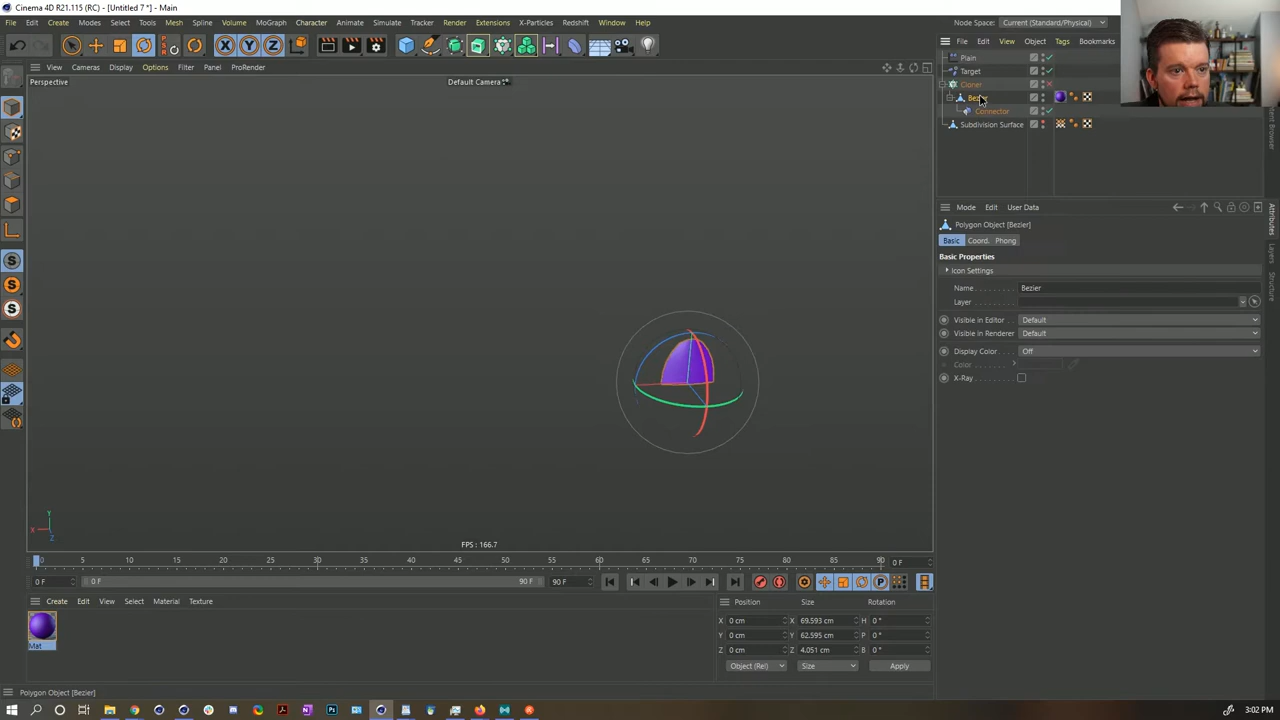 Cinema 4D R21.115 (RC) - [Untitled 7 *] - Main
File Edit Create Modes Select Tools Mesh Spline Volume MoGraph Character Animate Simulate Tracker Render Extensions X-Particles Redshift Window Help
Node Space: Current (Standard/Physical)
File Edit View Object Tags Bookmarks
Plain
Target
Cloner
Connector
Subdivision Surface
View Cameras Display Options Filter Panel ProRender
Perspective
Default Camera
Mode Edit User Data
Polygon Object [Bezier]
Basic Coord. Phong
Basic Properties
Icon Settings
Name Bezier
Layer
Visible in Editor Default
Visible in Renderer Default
Display Color Off
Color
X-Ray
Attributes
Layers
Structure
Y
X
Z
FPS : 166.7
0 5 10 15 20 25 30 35 40 45 50 55 60 65 70 75 80 85 90 0 F
0 F 0 F 90 F 90 F
Create Edit View Select Material Texture
Mat
Position Size Rotation
X 0 cm X 69.593 cm H 0 °
Y 0 cm Y 62.595 cm P 0 °
Z 0 cm Z 4.051 cm B 0 °
Object (Rel) Size Apply
Polygon Object [Bezier]
3:02 PM